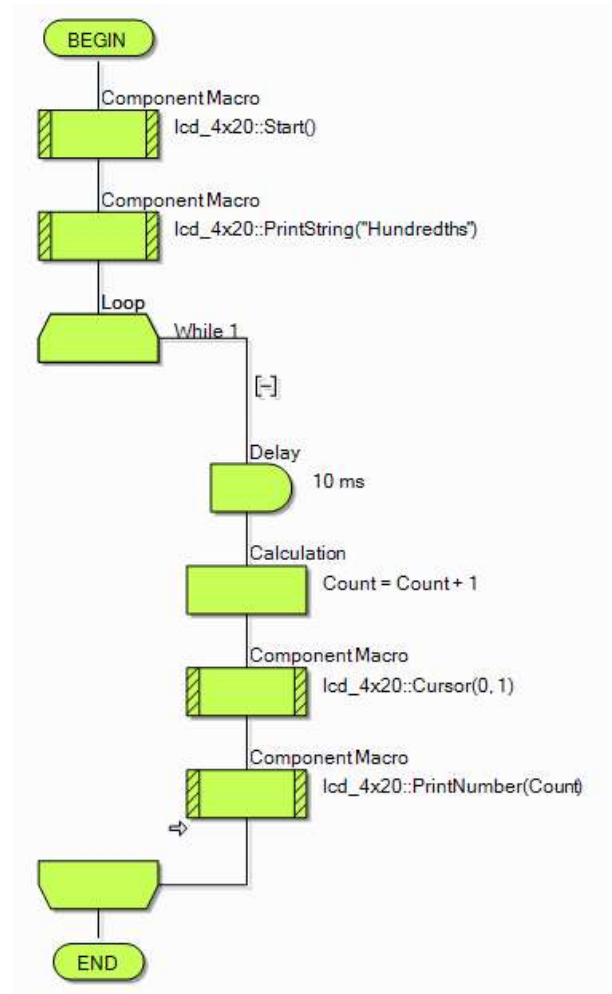 BEGIN
Component Macro
lcd_4x20::Start()
Component Macro
lcd_4x20::PrintString("Hundredths")
Loop
While 1
[-]
Delay
10 ms
Calculation
Count = Count + 1
Component Macro
lcd_4x20::Cursor(0, 1)
Component Macro
lcd_4x20::PrintNumber(Count)
END